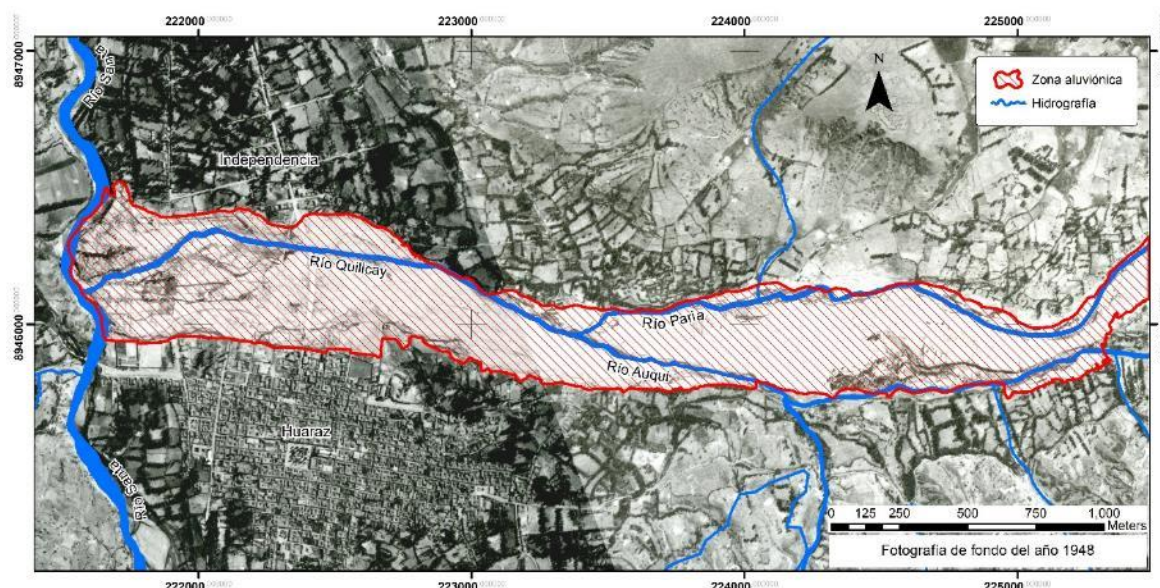 222000
223000
224000
225000
8947000
8946000
N
Zona aluviónica
Hidrografía
Río Santa
Independencia
Río Quilcay
Río Paria
Río Auqui
Huaraz
Río Santa
0 125 250 500 750 1,000
Meters
Fotografía de fondo del año 1948
222000
223000
224000
225000